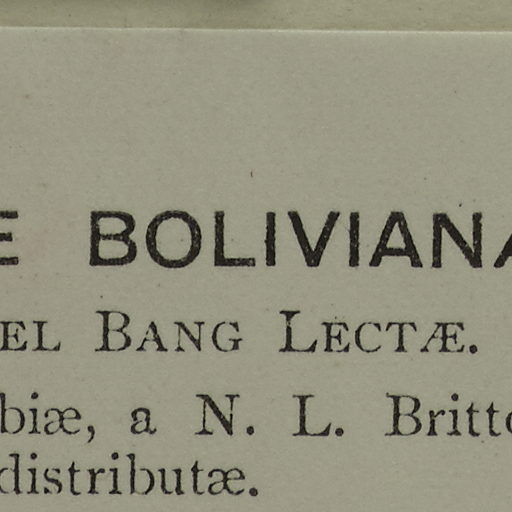 E BOLIVIANA
EL BANG LECTÆ.
biæ, a N. L. Britto
distributæ.